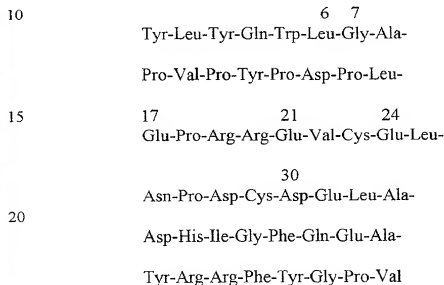 10
6 7
Tyr-Leu-Tyr-Gln-Trp-Leu-Gly-Ala-
Pro-Val-Pro-Tyr-Pro-Asp-Pro-Leu-
15
17 21 24
Glu-Pro-Arg-Arg-Glu-Val-Cys-Glu-Leu-
30
Asn-Pro-Asp-Cys-Asp-Glu-Leu-Ala-
20
Asp-His-Ile-Gly-Phe-Gln-Glu-Ala-
Tyr-Arg-Arg-Phe-Tyr-Gly-Pro-Val